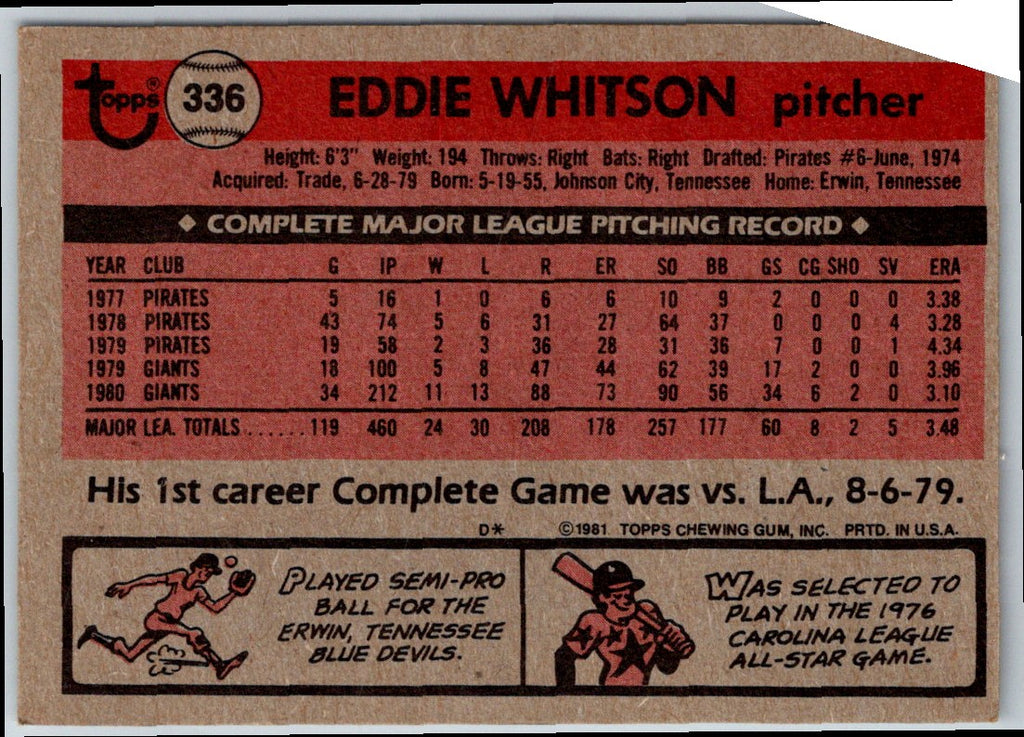 Topps® 336 EDDIE WHITSON pitcher
Height: 6'3" Weight: 194 Throws: Right Bats: Right Drafted: Pirates #6-June, 1974
Acquired: Trade, 6-28-79 Born: 5-19-55, Johnson City, Tennessee Home: Erwin, Tennessee
◆ COMPLETE MAJOR LEAGUE PITCHING RECORD ◆
YEAR CLUB G IP W L R ER SO BB GS CG SHO SV ERA
1977 PIRATES 5 16 1 0 6 6 10 9 2 0 0 0 3.38
1978 PIRATES 43 74 5 6 31 27 64 37 0 0 0 4 3.28
1979 PIRATES 19 58 2 3 36 28 31 36 7 0 0 1 4.34
1979 GIANTS 18 100 5 8 47 44 62 39 17 2 0 0 3.96
1980 GIANTS 34 212 11 13 88 73 90 56 34 6 2 0 3.10
MAJOR LEA. TOTALS......119 460 24 30 208 178 257 177 60 8 2 5 3.48
His 1st career Complete Game was vs. L.A., 8-6-79.
D* ©1981 TOPPS CHEWING GUM, INC. PRTD. IN U.S.A.
PLAYED SEMI-PRO
BALL FOR THE
ERWIN, TENNESSEE
BLUE DEVILS.
WAS SELECTED TO
PLAY IN THE 1976
CAROLINA LEAGUE
ALL-STAR GAME.